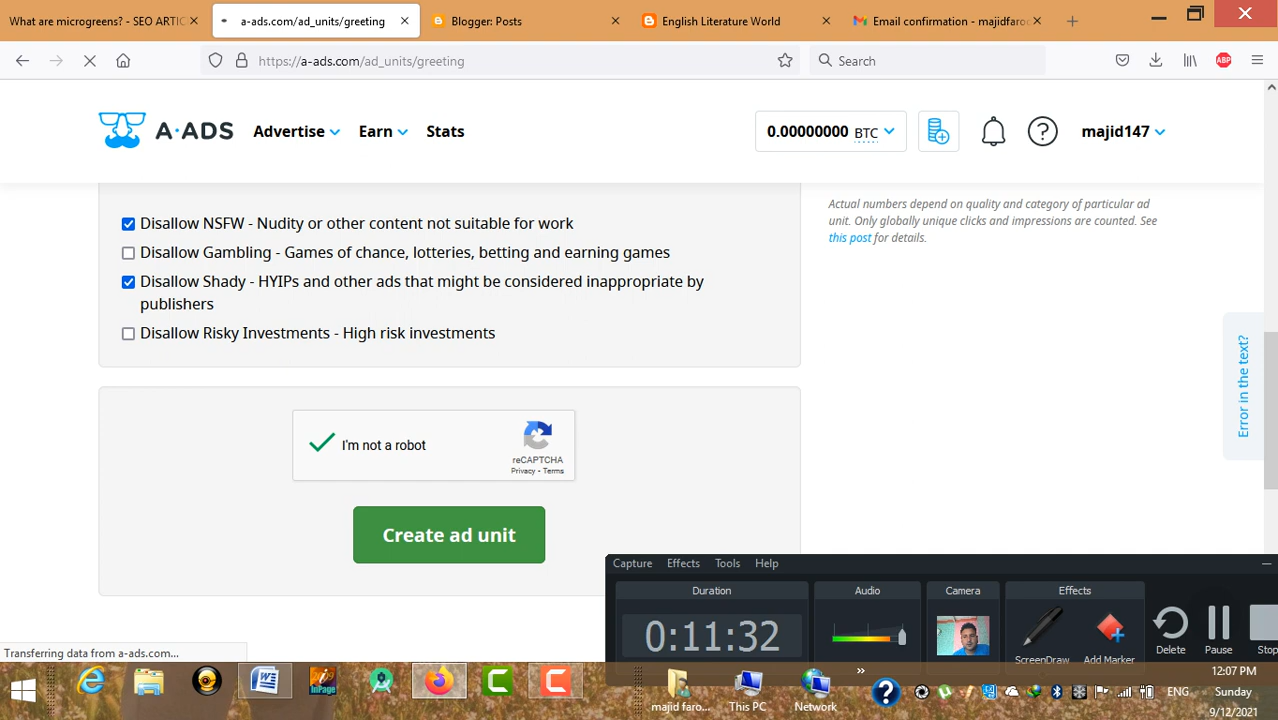 What are microgreens? - SEO ARTIC
a-ads.com/ad_units/greeting
Blogger: Posts
English Literature World
Email confirmation - majidfaroo
https://a-ads.com/ad_units/greeting
Search
ABP
A·ADS
Advertise
Earn
Stats
0.00000000 BTC
majid147
Disallow NSFW - Nudity or other content not suitable for work
Disallow Gambling - Games of chance, lotteries, betting and earning games
Disallow Shady - HYIPs and other ads that might be considered inappropriate by
publishers
Disallow Risky Investments - High risk investments
Actual numbers depend on quality and category of particular ad
unit. Only globally unique clicks and impressions are counted. See
this post for details.
Error in the text?
I'm not a robot
reCAPTCHA
Privacy - Terms
Create ad unit
Capture Effects Tools Help
Duration
Audio
Camera
Effects
0:11:32
ScreenDraw
Add Marker
Delete
Pause
Stop
Transferring data from a-ads.com...
InPage
majid faro...
This PC
Network
ENG
12:07 PM
Sunday
9/12/2021